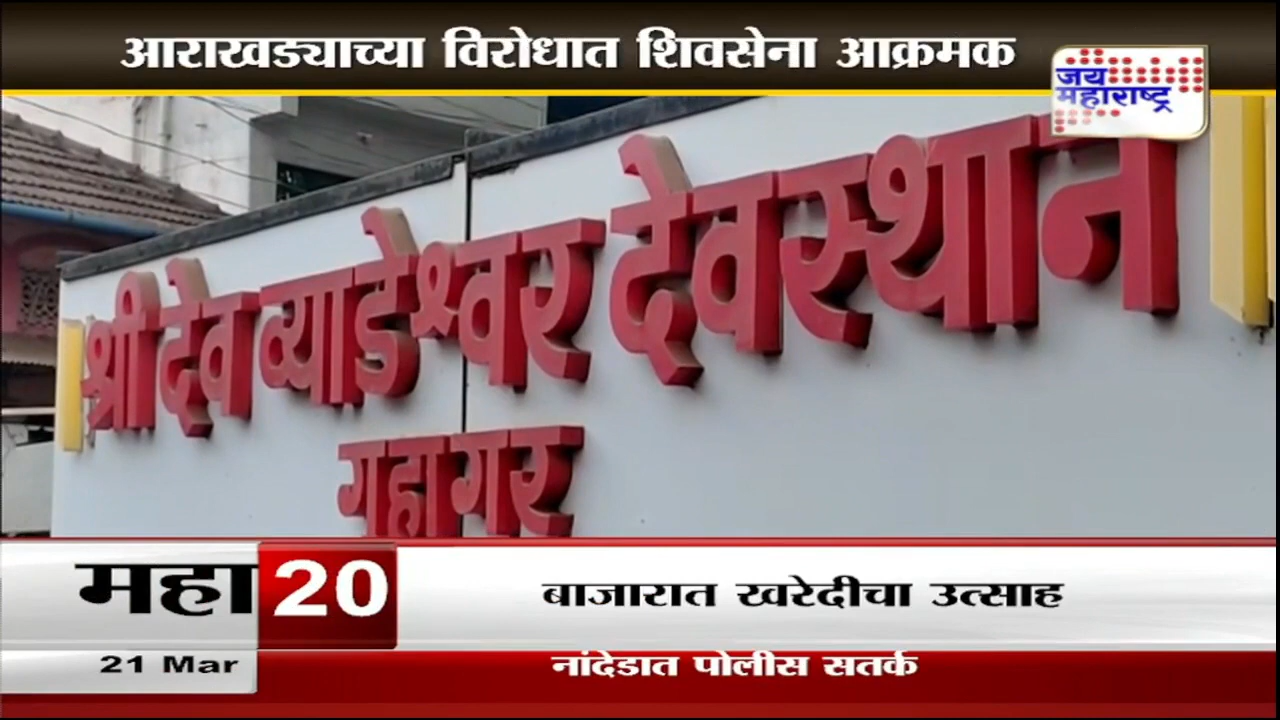 आराखड्याच्या विरोधात शिवसेना आक्रमक
जय
महाराष्ट्र
श्री देव व्याडेश्वर देवस्थान
गुहागर
महा 20
बाजारात खरेदीचा उत्साह
21 Mar
नांदेडात पोलीस सतर्क